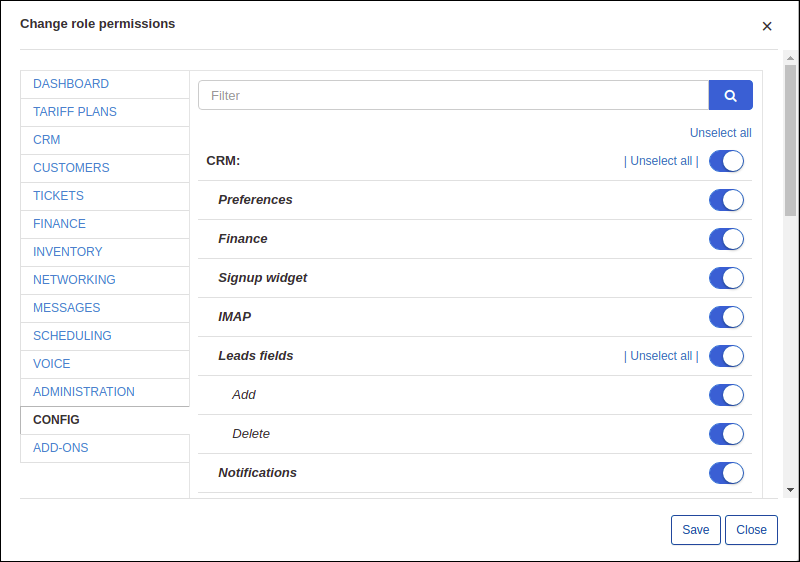 Change role permissions
×
DASHBOARD
TARIFF PLANS
CRM
CUSTOMERS
TICKETS
FINANCE
INVENTORY
NETWORKING
MESSAGES
SCHEDULING
VOICE
ADMINISTRATION
CONFIG
ADD-ONS
Filter
Unselect all
CRM: | Unselect all |
Preferences
Finance
Signup widget
IMAP
Leads fields | Unselect all |
Add
Delete
Notifications
Save Close